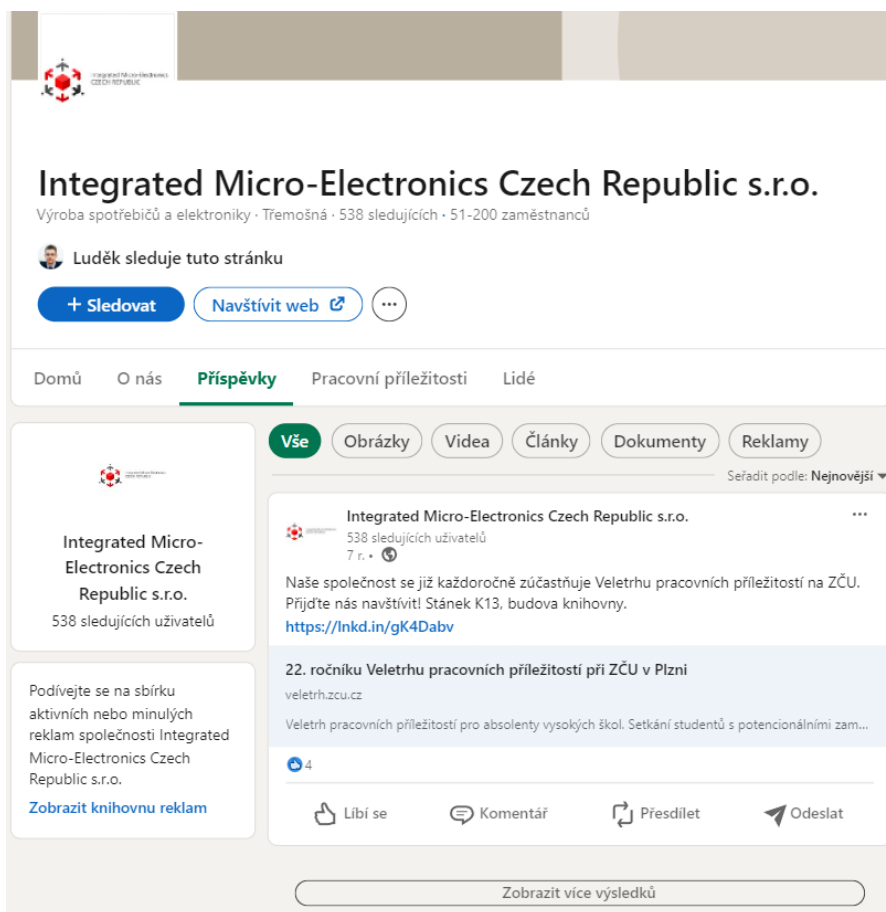 Integrated Micro-Electronics
CZECH REPUBLIC
Integrated Micro-Electronics Czech Republic s.r.o.
Výroba spotřebičů a elektroniky · Třemošná · 538 sledujících · 51-200 zaměstnanců
Luděk sleduje tuto stránku
+ Sledovat
Navštívit web
Domů
O nás
Příspěvky
Pracovní příležitosti
Lidé
Integrated Micro-
Electronics Czech
Republic s.r.o.
538 sledujících uživatelů
Podívejte se na sbírku
aktivních nebo minulých
reklam společnosti Integrated
Micro-Electronics Czech
Republic s.r.o.
Zobrazit knihovnu reklam
Vše
Obrázky
Videa
Články
Dokumenty
Reklamy
Seřadit podle: Nejnovější
Integrated Micro-Electronics Czech Republic s.r.o.
538 sledujících uživatelů
7 r. •
Naše společnost se již každoročně zúčastňuje Veletrhu pracovních příležitostí na ZČU.
Přijďte nás navštívit! Stánek K13, budova knihovny.
https://lnkd.in/gK4Dabv
22. ročníku Veletrhu pracovních příležitostí při ZČU v Plzni
veletrh.zcu.cz
Veletrh pracovních příležitostí pro absolenty vysokých škol. Setkání studentů s potencionálními zam...
4
Líbí se
Komentář
Přesdílet
Odeslat
Zobrazit více výsledků